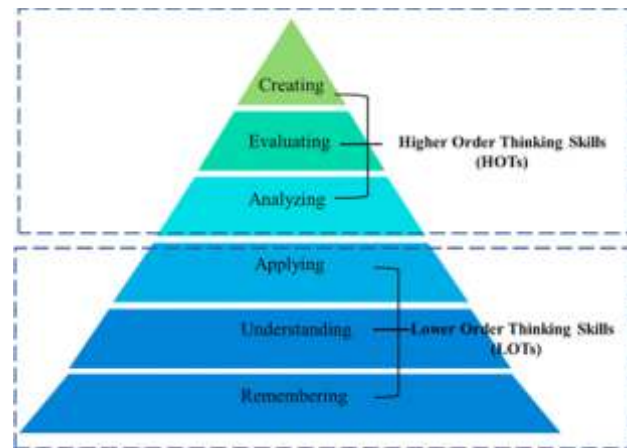 Creating
Evaluating
Higher Order Thinking Skills
(HOTs)
Analyzing
Applying
Understanding
Lower Order Thinking Skills
(LOTs)
Remembering